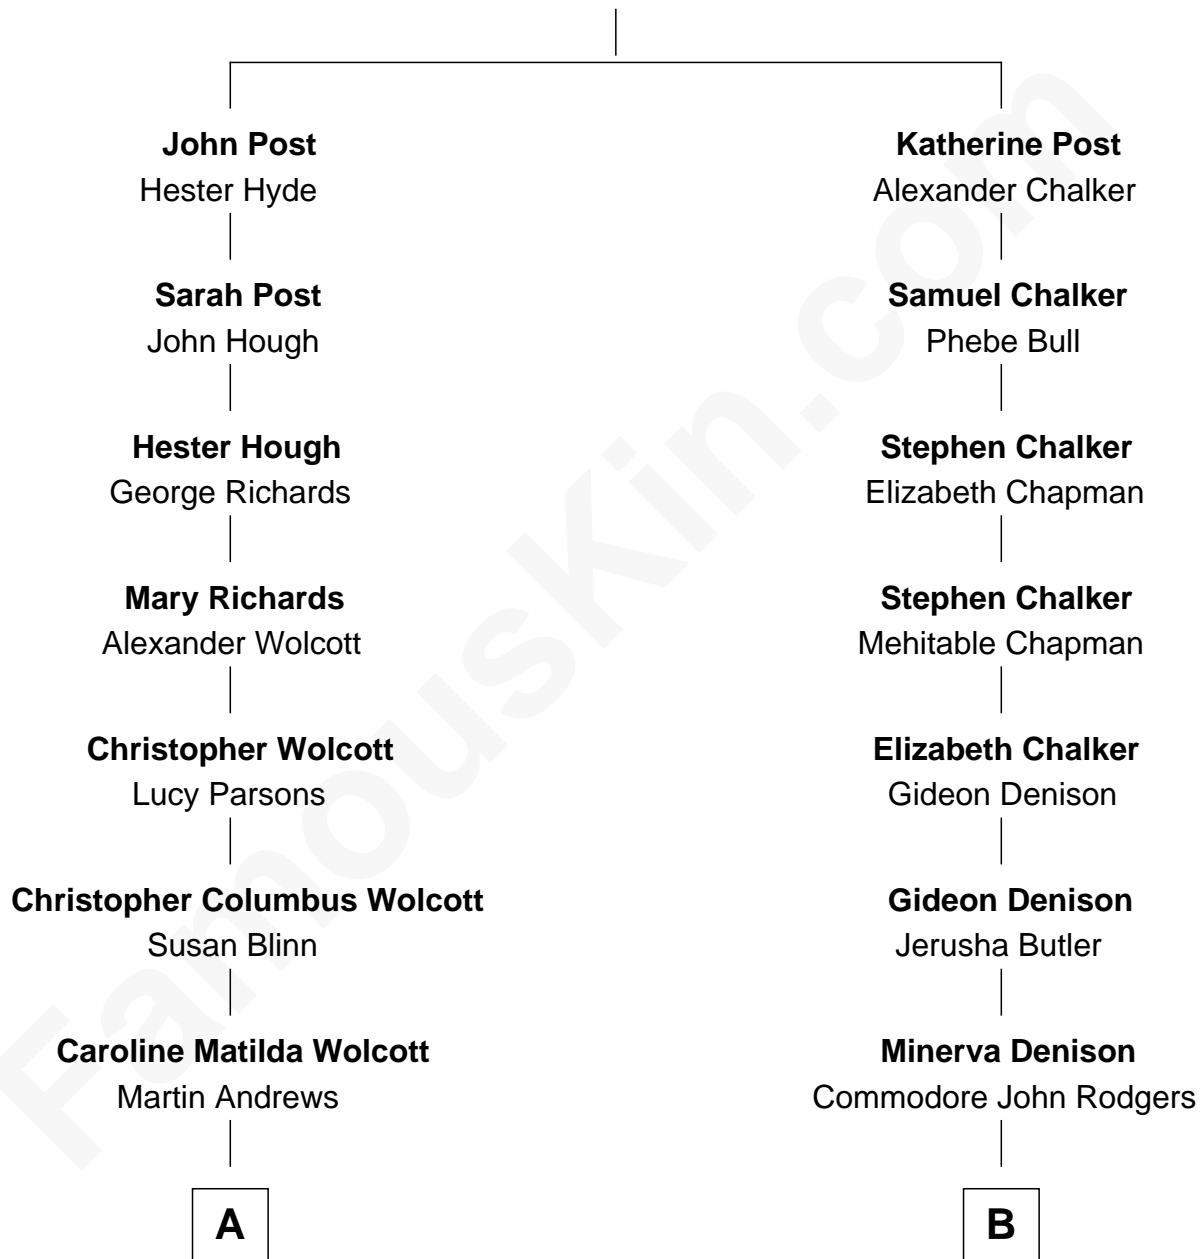 John Post
Hester Hyde
Sarah Post
John Hough
Hester Hough
George Richards
Mary Richards
Alexander Wolcott
Christopher Wolcott
Lucy Parsons
Christopher Columbus Wolcott
Susan Blinn
Caroline Matilda Wolcott
Martin Andrews
A
Katherine Post
Alexander Chalker
Samuel Chalker
Phebe Bull
Stephen Chalker
Elizabeth Chapman
Stephen Chalker
Mehitable Chapman
Elizabeth Chalker
Gideon Denison
Gideon Denison
Jerusha Butler
Minerva Denison
Commodore John Rodgers
B
FamousKin.com